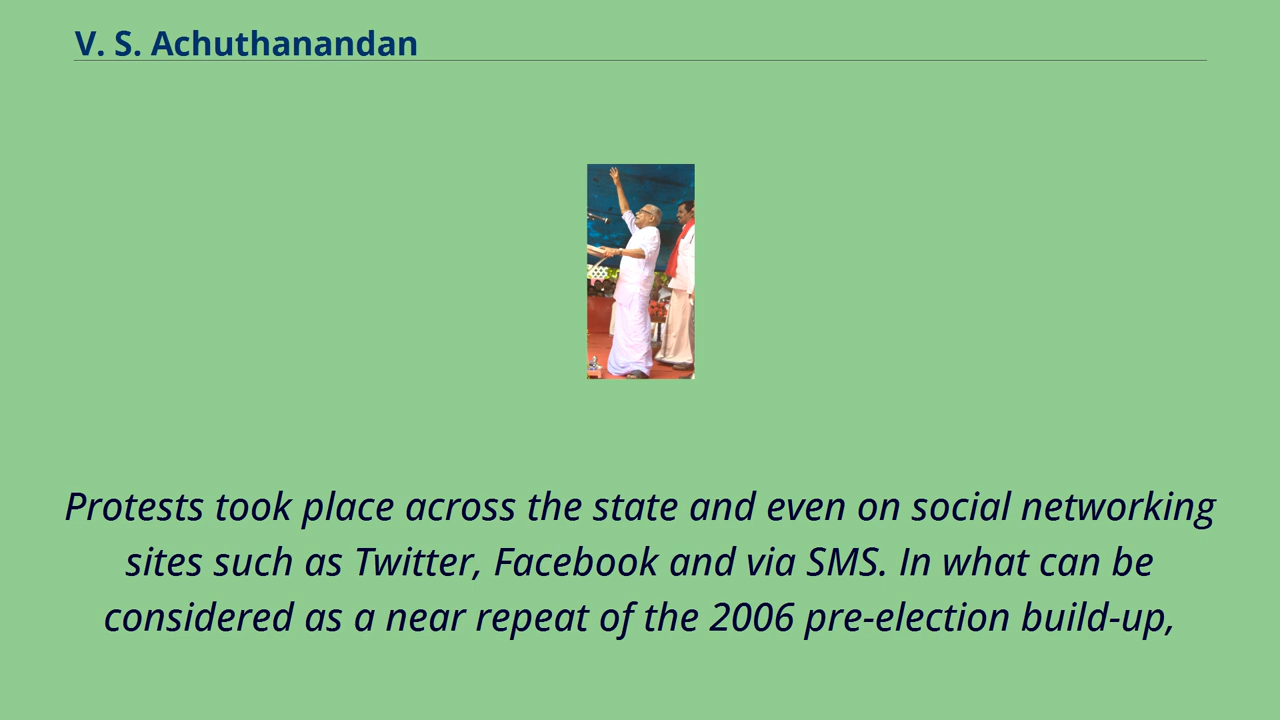 V. S. Achuthanandan
Protests took place across the state and even on social networking
sites such as Twitter, Facebook and via SMS. In what can be
considered as a near repeat of the 2006 pre-election build-up,